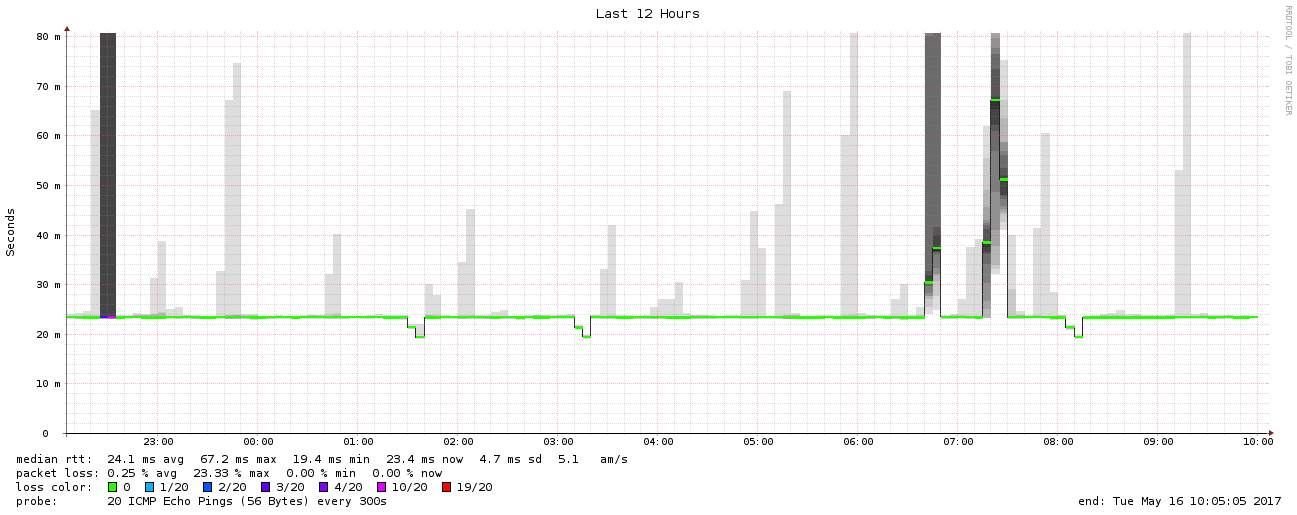 Last 12 Hours
RRDTOOL / TOBI OETIKER
Seconds
80 m
70 m
60 m
50 m
40 m
30 m
20 m
10 m
0
23:00 00:00 01:00 02:00 03:00 04:00 05:00 06:00 07:00 08:00 09:00 10:00
median rtt: 24.1 ms avg 67.2 ms max 19.4 ms min 23.4 ms now 4.7 ms sd 5.1 am/s
packet loss: 0.25 % avg 23.33 % max 0.00 % min 0.00 % now
loss color: 0 1/20 2/20 3/20 4/20 10/20 19/20
probe: 20 ICMP Echo Pings (56 Bytes) every 300s end: Tue May 16 10:05:05 2017